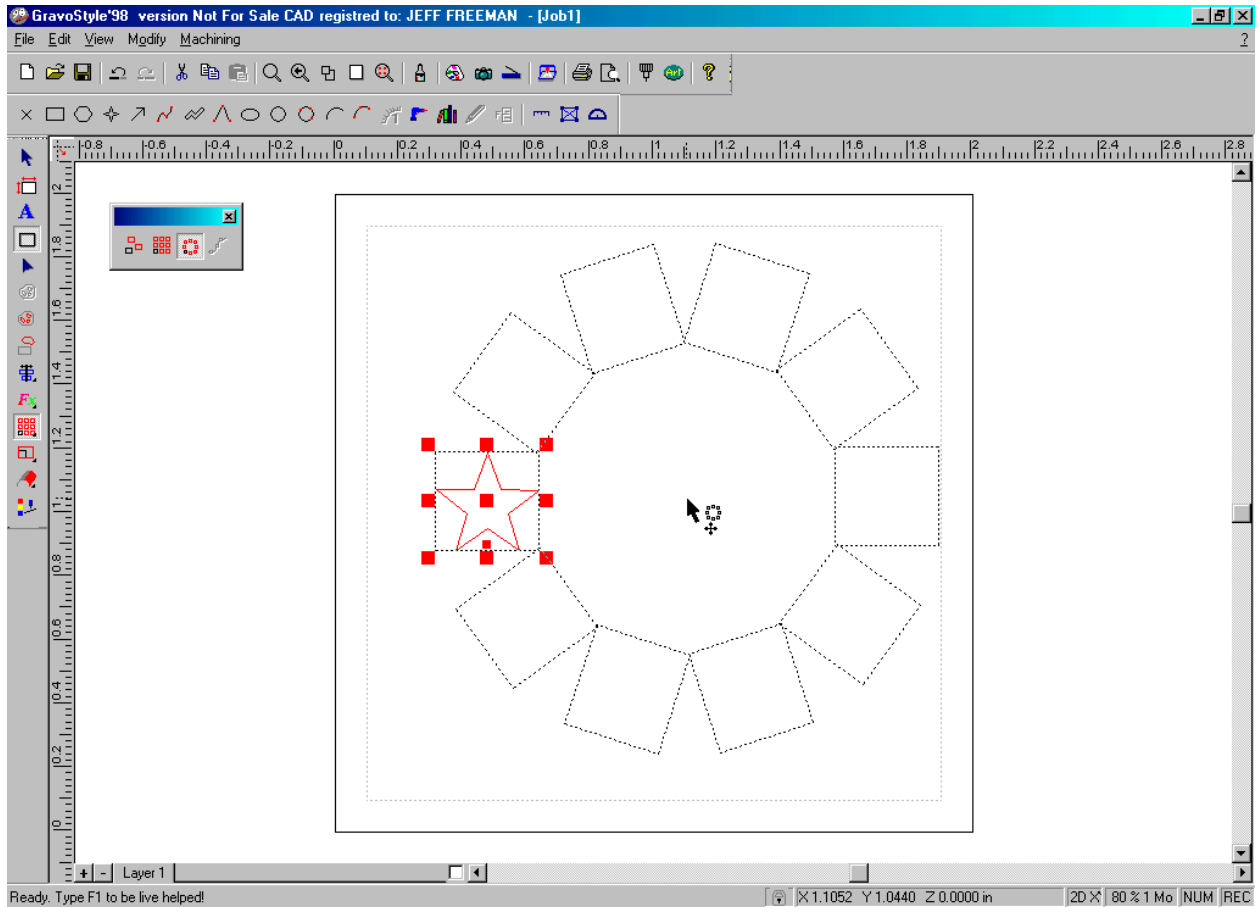 GravoStyle'98 version Not For Sale CAD registred to: JEFF FREEMAN - [Job1]
File Edit View Modify Machining ?
Art ?
-0.8 -0.6 -0.4 -0.2 0 0.2 0.4 0.6 0.8 1 1.2 1.4 1.6 1.8 2 2.2 2.4 2.6 2.8
2
1.8
A
1.6
1.4
Fx
1.2
1
0.8
0.6
0.4
0.2
0
+ - Layer 1
Ready. Type F1 to be live helped! X 1.1052 Y 1.0440 Z 0.0000 in 2D X 80 % 1 Mo NUM REC